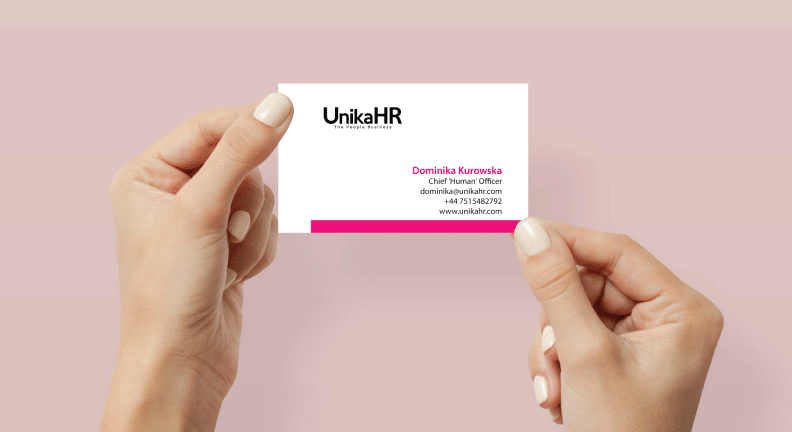 UnikaHR
The People Business
Dominika Kurowska
Chief 'Human' Officer
dominika@unikahr.com
+44 7515482792
www.unikahr.com